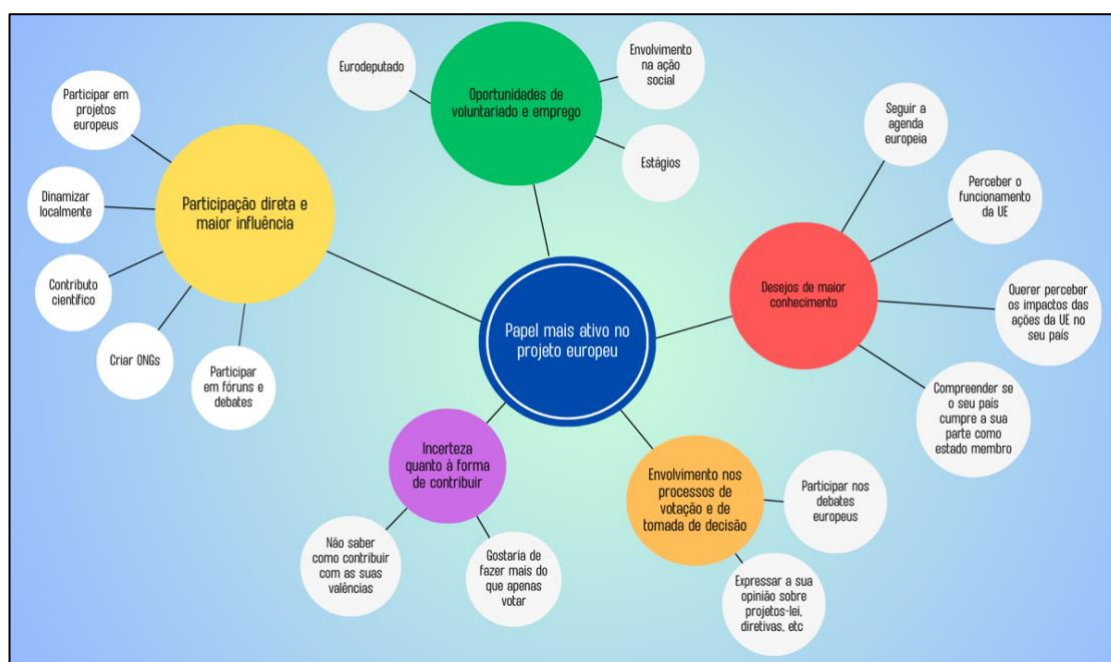 Eurodeputado
Oportunidades de
voluntariado e emprego
Envolvimento
na ação
social
Estágios
Participar em
projetos
europeus
Dinamizar
localmente
Contributo
científico
Criar ONGs
Participar
em fóruns e
debates
Participação direta e
maior influência
Seguir a
agenda
europeia
Perceber o
funcionamento
da UE
Querer perceber
os impactos das
ações da UE no
seu país
Compreender se
o seu país
cumpre a sua
parte como
estado membro
Desejos de maior
conhecimento
Papel mais ativo no
projeto europeu
Incerteza
quanto à forma
de contribuir
Não saber
como contribuir
com as suas
valências
Gostaria de
fazer mais do
que apenas
votar
Envolvimento nos
processos de
votação e de
tomada de decisão
Participar nos
debates
europeus
Expressar a sua
opinião sobre
projetos-lei,
diretivas, etc